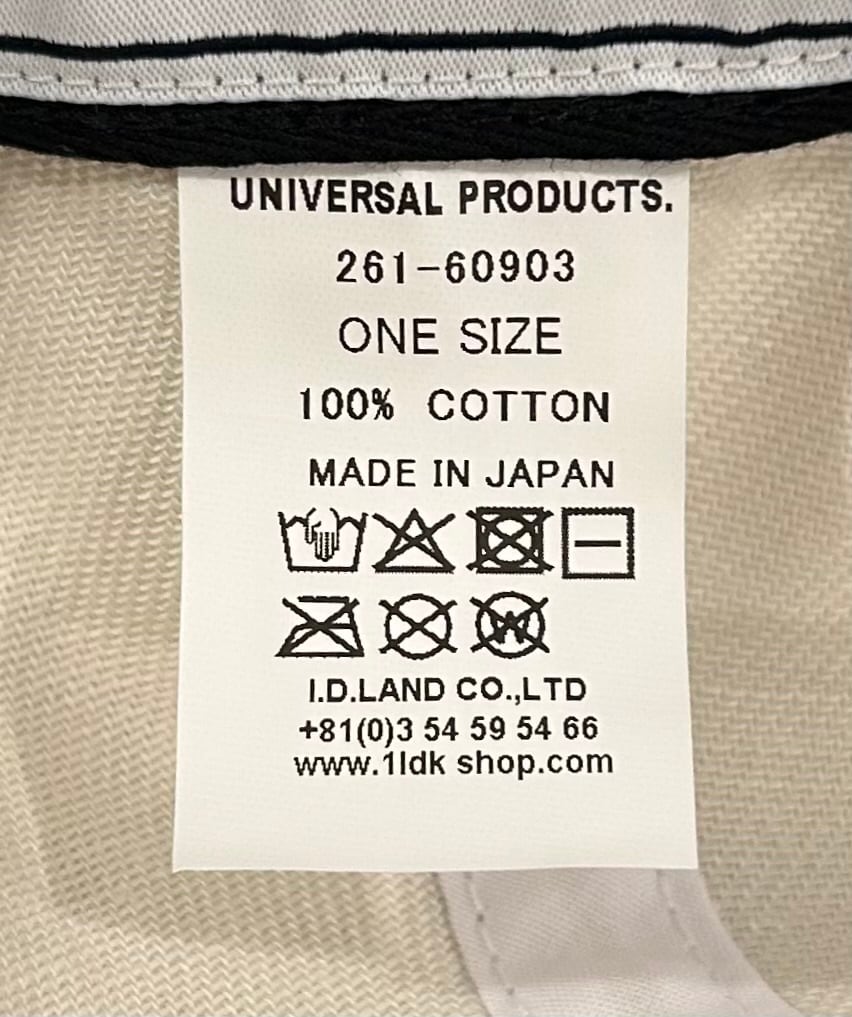 UNIVERSAL PRODUCTS.
261-60903
ONE SIZE
100% COTTON
MADE IN JAPAN
W
I.D.LAND CO.,LTD
+81(0)3 54 59 54 66
www.1ldk shop.com